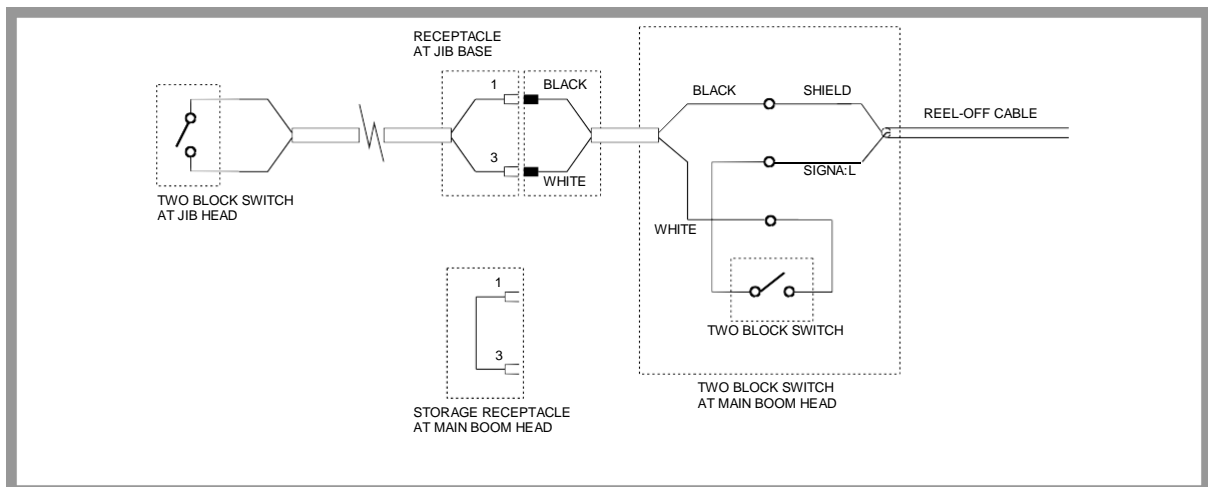 RECEPTACLE
AT JIB BASE
1
BLACK
BLACK
SHIELD
REEL-OFF CABLE
3
WHITE
SIGNA:L
TWO BLOCK SWITCH
AT JIB HEAD
WHITE
1
3
TWO BLOCK SWITCH
STORAGE RECEPTACLE
AT MAIN BOOM HEAD
TWO BLOCK SWITCH
AT MAIN BOOM HEAD